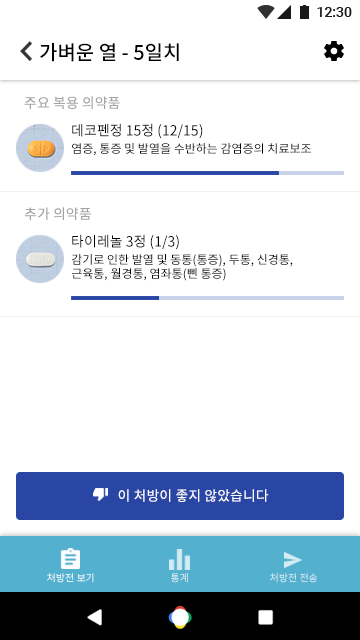 12:30
가벼운 열 - 5일치
주요 복용 의약품
데코펜정 15정 (12/15)
염증, 통증 및 발열을 수반하는 감염증의 치료보조
추가 의약품
타이레놀 3정 (1/3)
감기로 인한 발열 및 동통(통증), 두통, 신경통,
근육통, 월경통, 염좌통(삔 통증)
이 처방이 좋지 않았습니다
처방전 보기
통계
처방전 전송